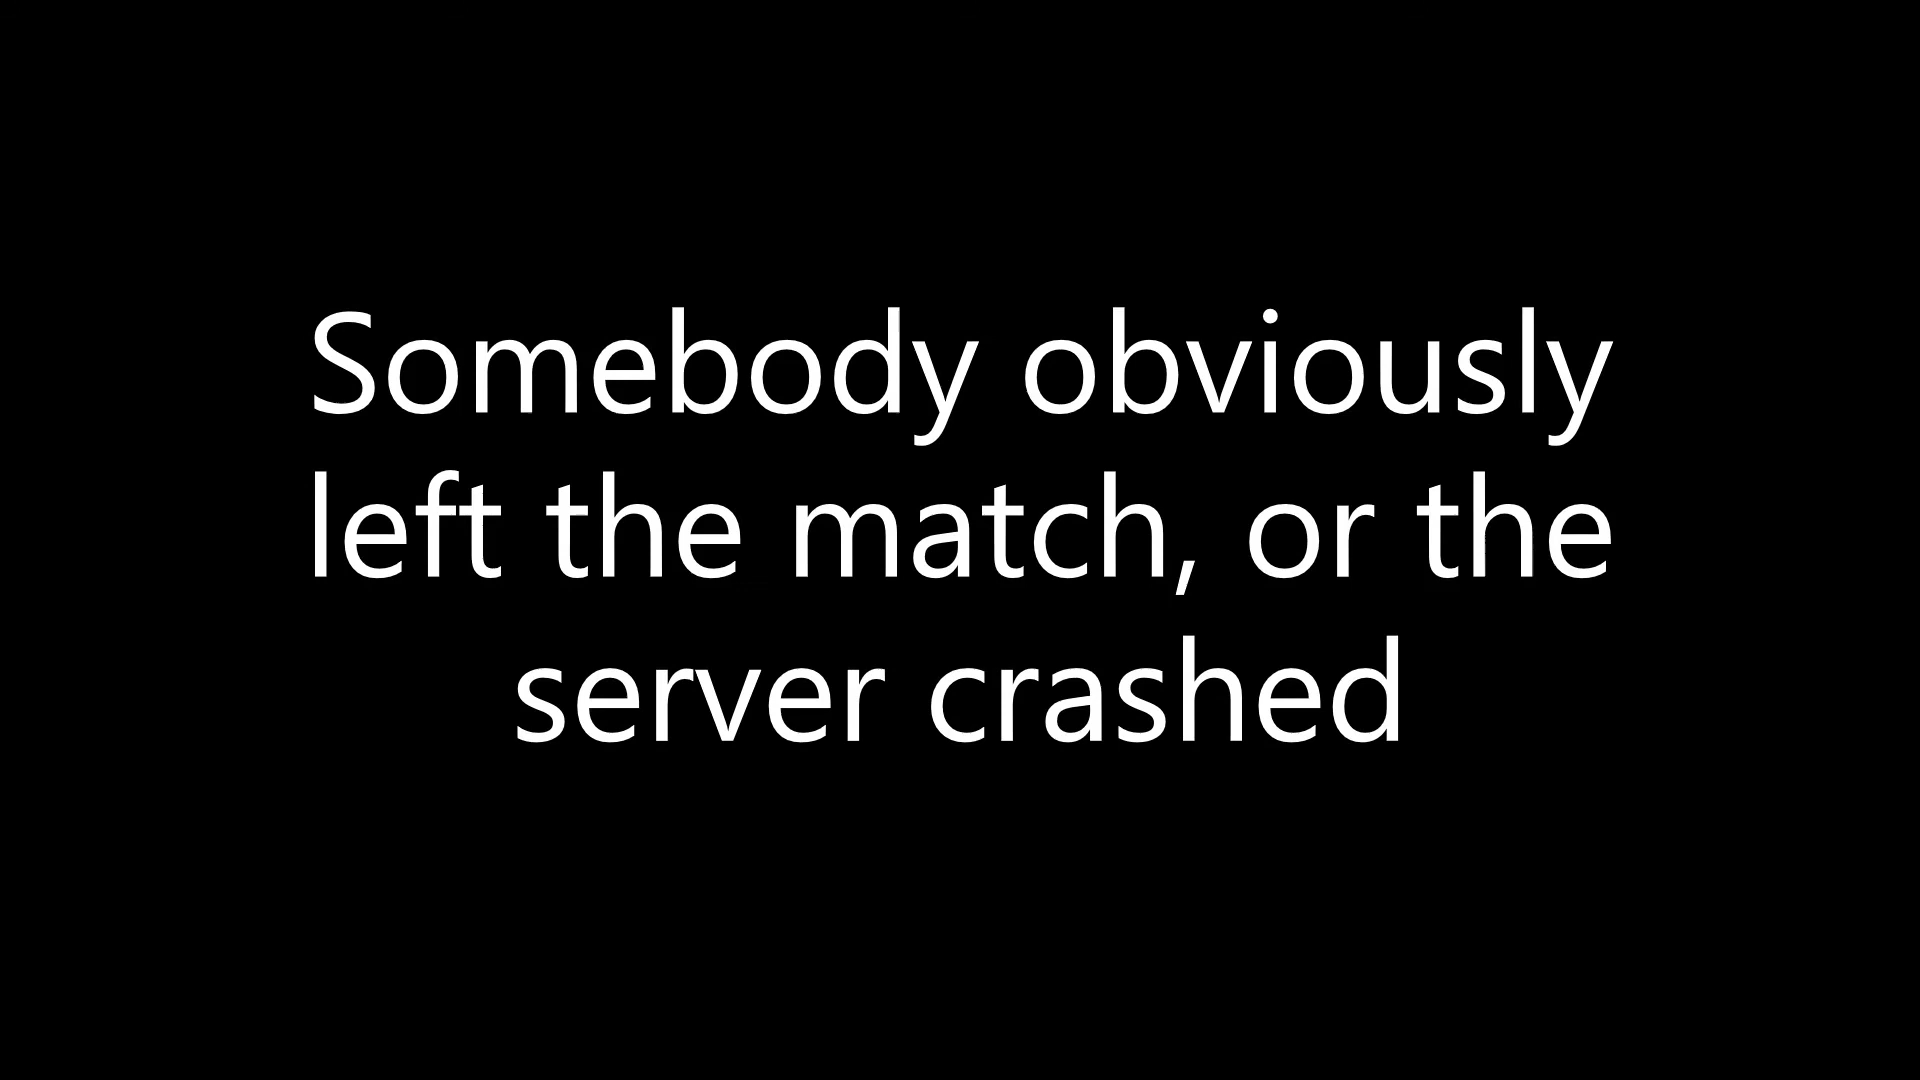 Somebody obviously
left the match, or the
server crashed